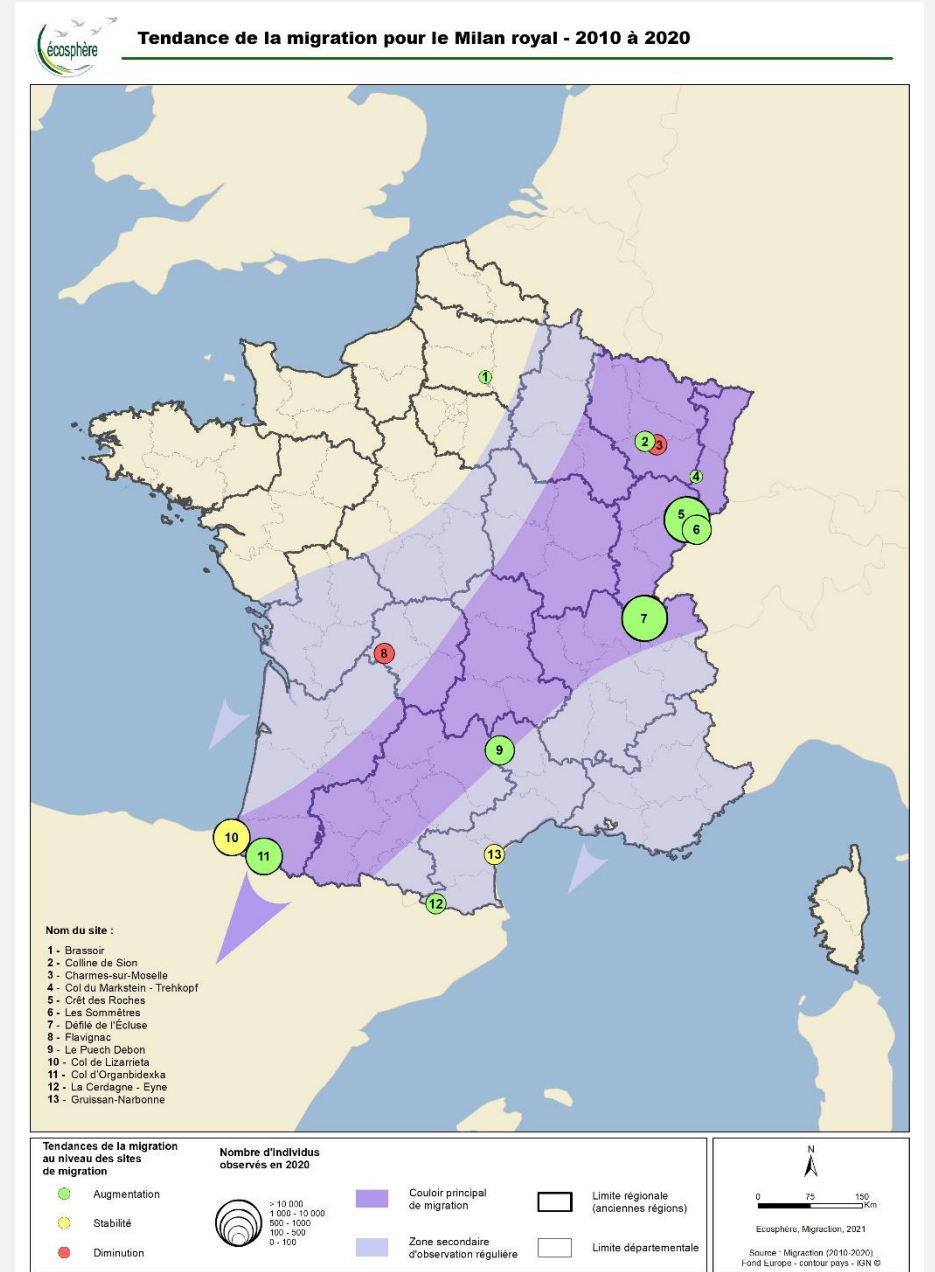 écosphère
Tendance de la migration pour le Milan royal - 2010 à 2020
1
2
3
4
5
6
7
8
9
10
11
12
13
Nom du site :
1 - Brassoir
2 - Colline de Sion
3 - Charmes-sur-Moselle
4 - Col du Markstein - Trehkopf
5 - Crêt des Roches
6 - Les Sommêtres
7 - Défilé de l'Écluse
8 - Flavignac
9 - Le Puech Debon
10 - Col de Lizarrieta
11 - Col d'Organbidexka
12 - La Cerdagne - Eyne
13 - Gruissan-Narbonne
Tendances de la migration
au niveau des sites
de migration
Augmentation
Stabilité
Diminution
Nombre d'individus
observés en 2020
> 10 000
1 000 - 10 000
500 - 1000
100 - 500
0 - 100
Couloir principal
de migration
Zone secondaire
d'observation régulière
Limite régionale
(anciennes régions)
Limite départementale
N
0 75 150
Km
Ecosphère, Migraction, 2021
Source : Migraction (2010-2020)
Fond Europe - contour pays - IGN ©